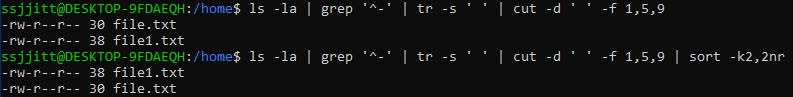 ssjjitt@DESKTOP-9FDAEQH:/home$ ls -la | grep '^-' | tr -s ' ' | cut -d ' ' -f 1,5,9
-rw-r--r-- 30 file.txt
-rw-r--r-- 38 file1.txt
ssjjitt@DESKTOP-9FDAEQH:/home$ ls -la | grep '^-' | tr -s ' ' | cut -d ' ' -f 1,5,9 | sort -k2,2nr
-rw-r--r-- 38 file1.txt
-rw-r--r-- 30 file.txt